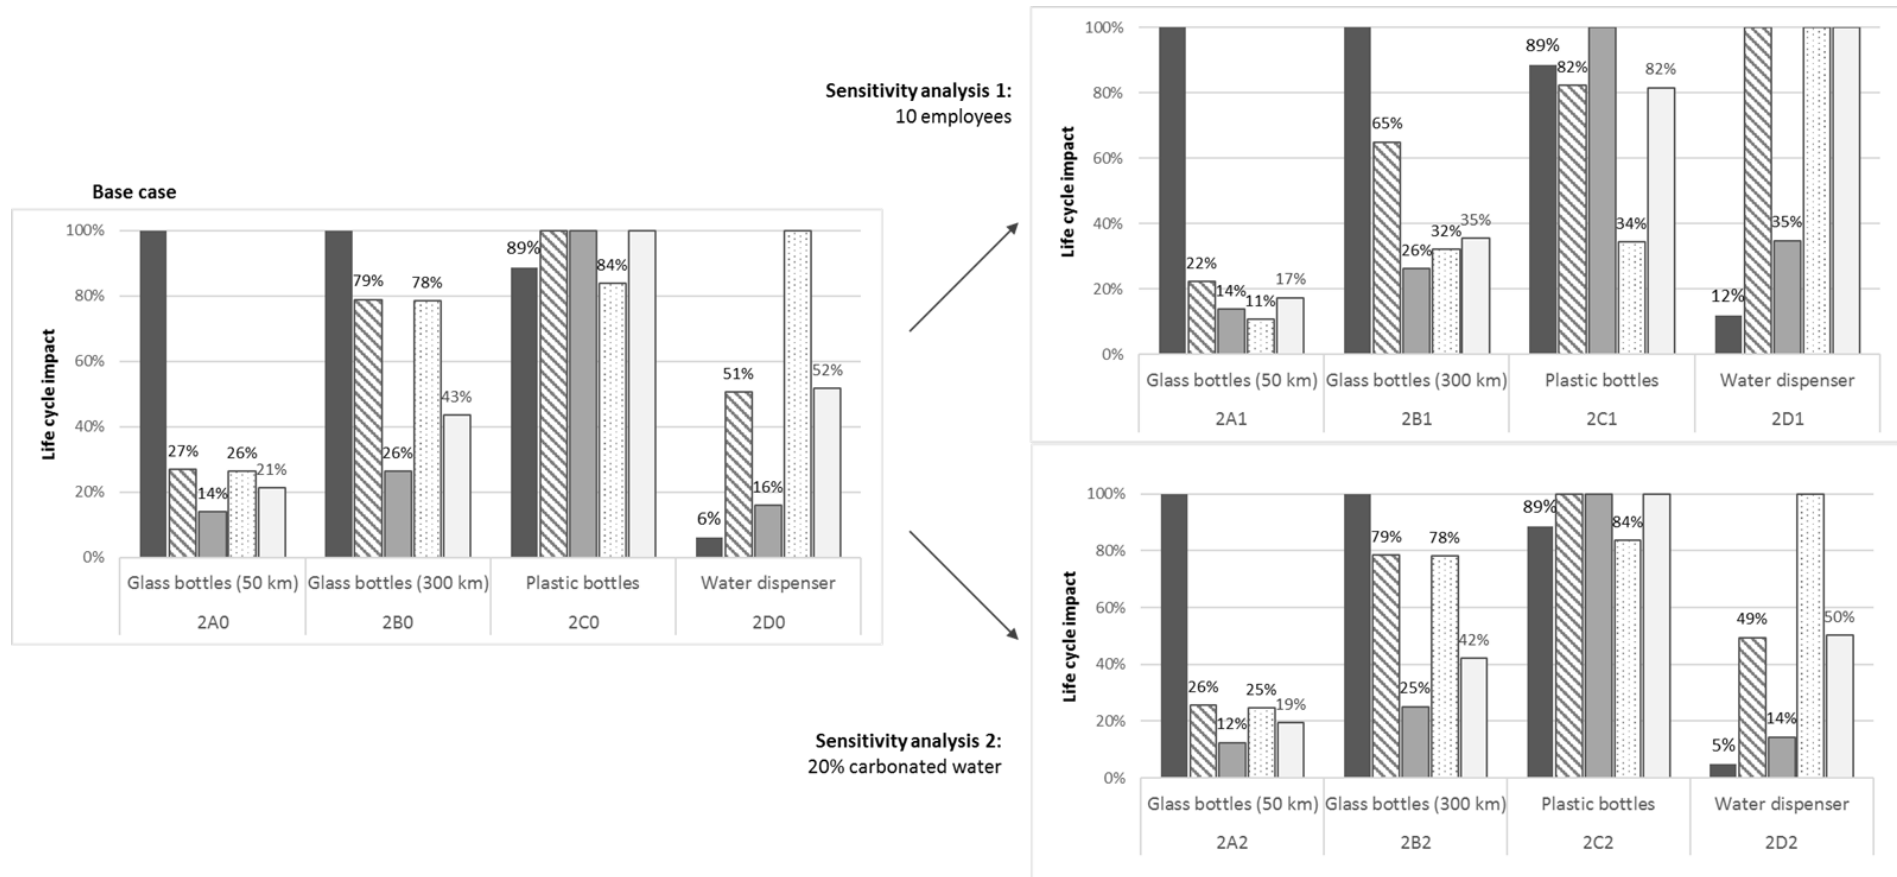 Base case
Life cycle impact
100%
80%
60%
40%
20%
0%
27%
14%
26%
21%
79%
26%
78%
43%
89%
84%
6%
51%
16%
52%
Glass bottles (50 km)
Glass bottles (300 km)
Plastic bottles
Water dispenser
2A0
2B0
2C0
2D0
Sensitivity analysis 1:
10 employees
Life cycle impact
100%
80%
60%
40%
20%
0%
22%
14%
11%
17%
65%
26%
32%
35%
89%
82%
34%
82%
12%
35%
Glass bottles (50 km)
Glass bottles (300 km)
Plastic bottles
Water dispenser
2A1
2B1
2C1
2D1
Sensitivity analysis 2:
20% carbonated water
Life cycle impact
100%
80%
60%
40%
20%
0%
26%
12%
25%
19%
79%
25%
78%
42%
89%
84%
5%
49%
14%
50%
Glass bottles (50 km)
Glass bottles (300 km)
Plastic bottles
Water dispenser
2A2
2B2
2C2
2D2